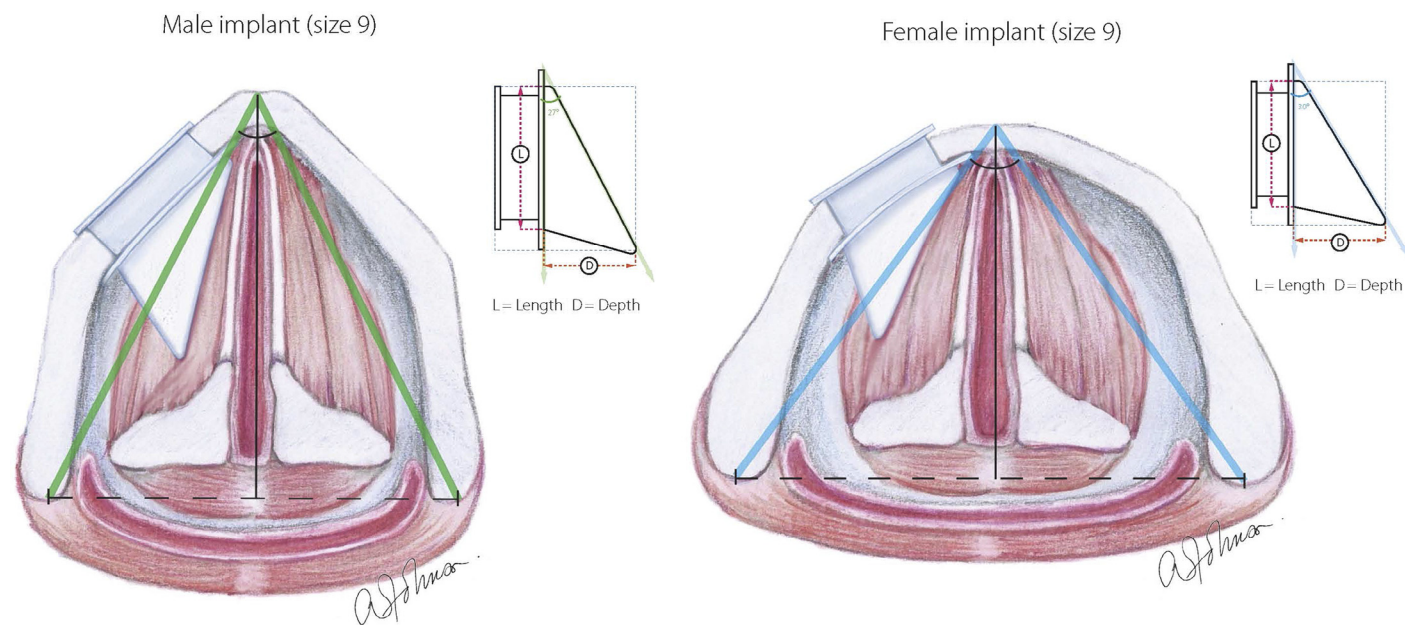 Male implant (size 9)
27°
L
D
L = Length D = Depth
Female implant (size 9)
30°
L
D
L = Length D = Depth